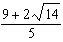 (9 + 2√14) / 5